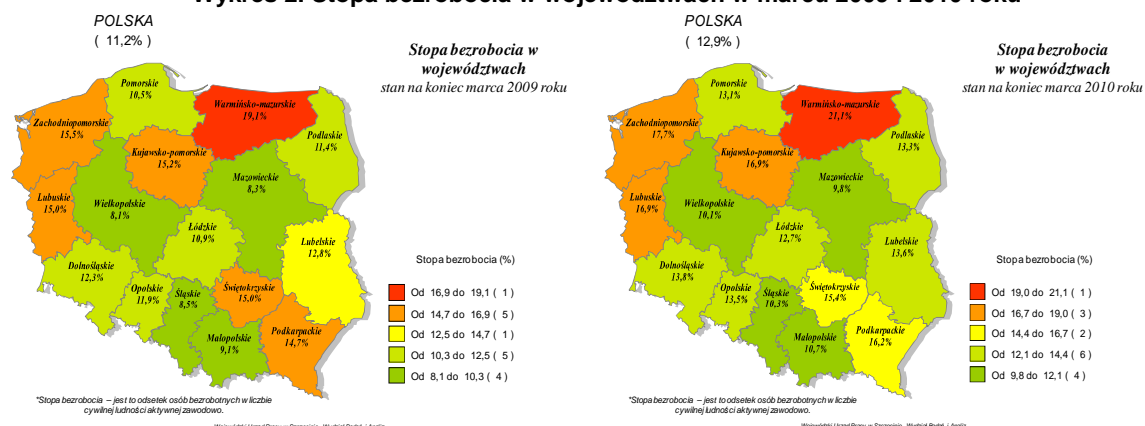 Wykres 2. Stopa bezrobocia w województwach w marcu 2009 i 2010 roku
POLSKA
( 11,2% )
Stopa bezrobocia w
województwach
stan na koniec marca 2009 roku
Pomorskie
10,5%
Warmińsko-mazurskie
19,1%
Zachodniopomorskie
15,5%
Podlaskie
11,4%
Kujawsko-pomorskie
15,2%
Mazowieckie
8,3%
Lubuskie
15,0%
Wielkopolskie
8,1%
Łódzkie
10,9%
Lubelskie
12,8%
Dolnośląskie
12,3%
Opolskie
11,9%
Śląskie
8,5%
Świętokrzyskie
15,0%
Małopolskie
9,1%
Podkarpackie
14,7%
Stopa bezrobocia (%)
Od 16,9 do 19,1 ( 1)
Od 14,7 do 16,9 ( 5)
Od 12,5 do 14,7 ( 1)
Od 10,3 do 12,5 ( 5)
Od 8,1 do 10,3 ( 4)
*Stopa bezrobocia – jest to odsetek osób bezrobotnych w liczbie
cywilnej ludności aktywnej zawodowo.
POLSKA
( 12,9% )
Stopa bezrobocia
w województwach
stan na koniec marca 2010 roku
Pomorskie
13,1%
Warmińsko-mazurskie
21,1%
Zachodniopomorskie
17,7%
Podlaskie
13,3%
Kujawsko-pomorskie
16,9%
Mazowieckie
9,8%
Lubuskie
16,9%
Wielkopolskie
10,1%
Łódzkie
12,7%
Lubelskie
13,6%
Dolnośląskie
13,8%
Opolskie
13,5%
Śląskie
10,3%
Świętokrzyskie
15,4%
Małopolskie
10,7%
Podkarpackie
16,2%
Stopa bezrobocia (%)
Od 19,0 do 21,1 ( 1)
Od 16,7 do 19,0 ( 3)
Od 14,4 do 16,7 ( 2)
Od 12,1 do 14,4 ( 6)
Od 9,8 do 12,1 ( 4)
*Stopa bezrobocia – jest to odsetek osób bezrobotnych w liczbie
cywilnej ludności aktywnej zawodowo.